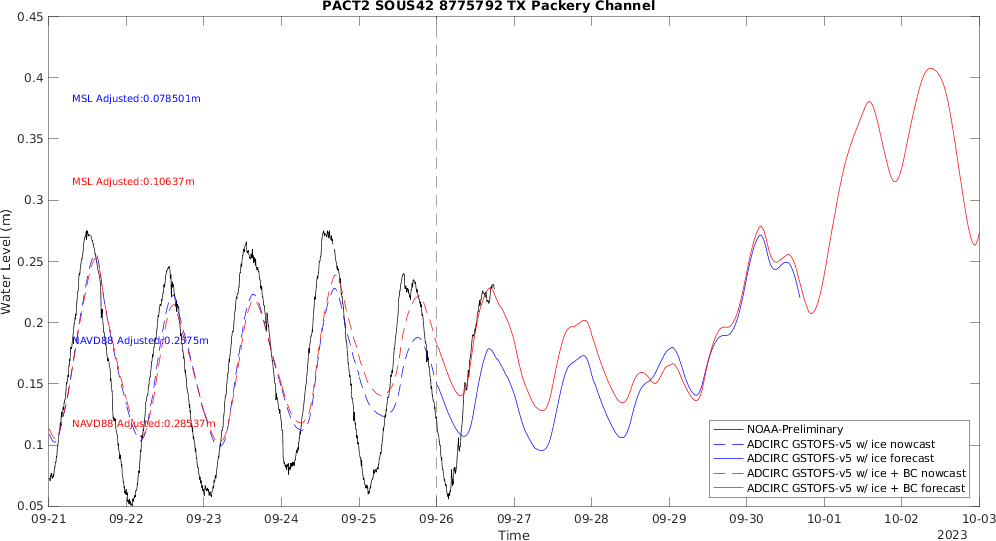 PACT2 SOUS42 8775792 TX Packery Channel
0.45
0.4
0.35
0.3
0.25
0.2
0.15
0.1
0.05
Water Level (m)
MSL Adjusted:0.078501m
MSL Adjusted:0.10637m
NAVD88 Adjusted:0.2575m
NAVD88 Adjusted:0.28537m
NOAA-Preliminary
ADCIRC GSTOFS-v5 w/ ice nowcast
ADCIRC GSTOFS-v5 w/ ice forecast
ADCIRC GSTOFS-v5 w/ ice + BC nowcast
ADCIRC GSTOFS-v5 w/ ice + BC forecast
09-21 09-22 09-23 09-24 09-25 09-26 09-27 09-28 09-29 09-30 10-01 10-02 10-03
Time
2023